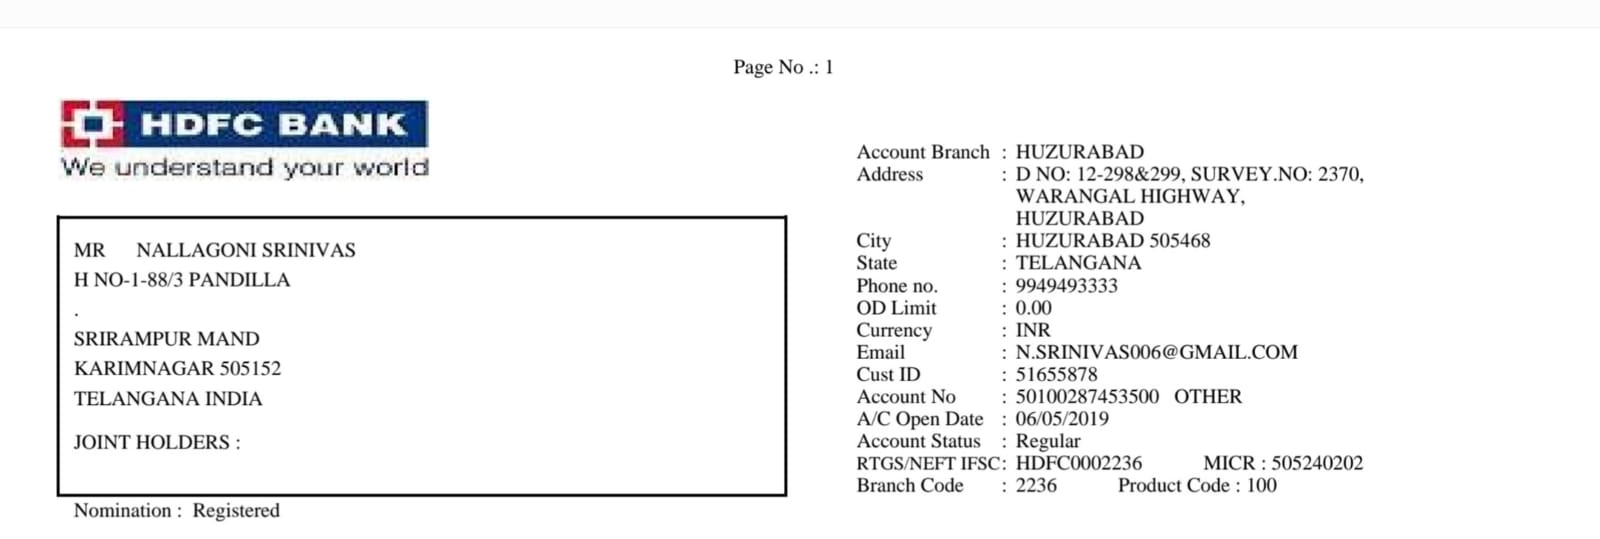 Page No .: 1
HDFC BANK
We understand your world
MR NALLAGONI SRINIVAS
H NO-1-88/3 PANDILLA
.
SRIRAMPUR MAND
KARIMNAGAR 505152
TELANGANA INDIA
JOINT HOLDERS :
Nomination : Registered
Account Branch : HUZURABAD
Address : D NO: 12-298&299, SURVEY.NO: 2370,
WARANGAL HIGHWAY,
HUZURABAD
City : HUZURABAD 505468
State : TELANGANA
Phone no. : 9949493333
OD Limit : 0.00
Currency : INR
Email : N.SRINIVAS006@GMAIL.COM
Cust ID : 51655878
Account No : 50100287453500 OTHER
A/C Open Date : 06/05/2019
Account Status : Regular
RTGS/NEFT IFSC: HDFC0002236 MICR : 505240202
Branch Code : 2236 Product Code : 100